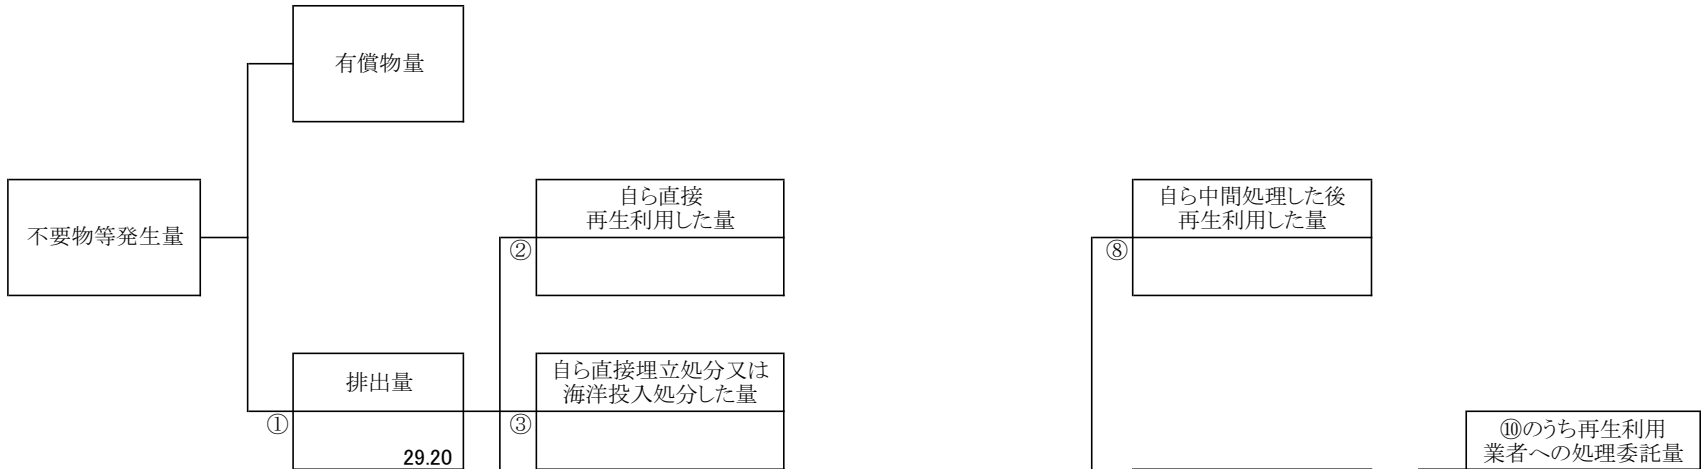 有償物量
不要物等発生量
自ら直接
再生利用した量
②
自ら中間処理した後
再生利用した量
⑧
排出量
①
29.20
自ら直接埋立処分又は
海洋投入処分した量
③
⑩のうち再生利用
業者への処理委託量